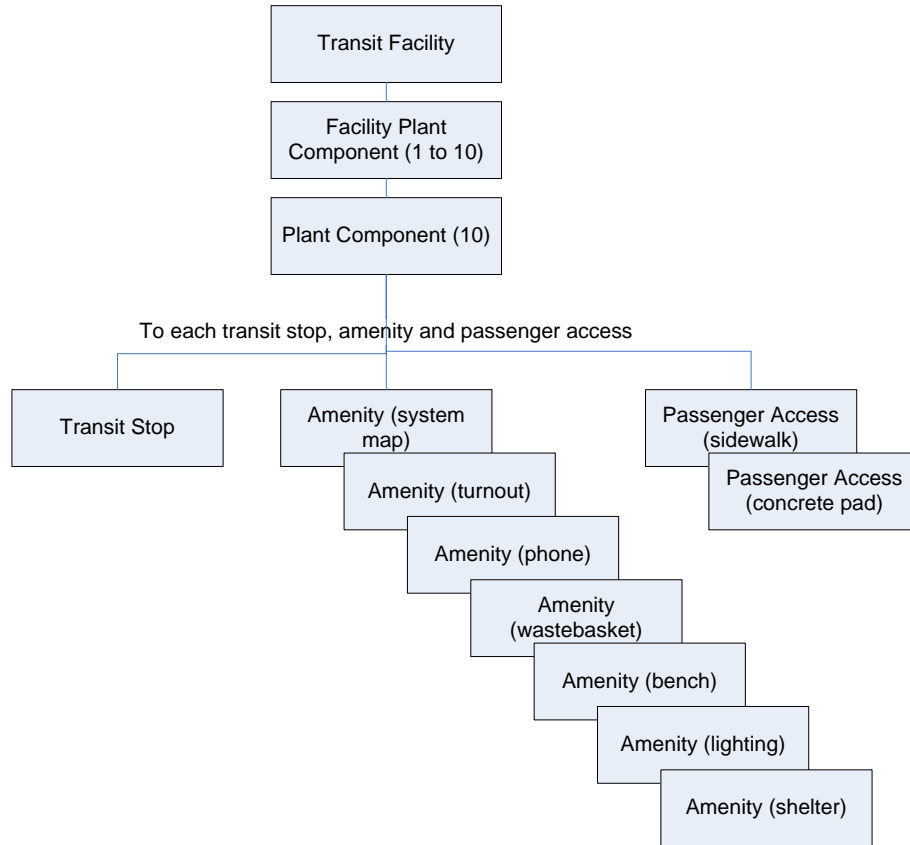 Transit Facility
Facility Plant
Component (1 to 10)
Plant Component (10)
To each transit stop, amenity and passenger access
Transit Stop
Amenity (system
map)
Passenger Access
(sidewalk)
Passenger Access
(concrete pad)
Amenity (turnout)
Amenity (phone)
Amenity
(wastebasket)
Amenity (bench)
Amenity (lighting)
Amenity (shelter)